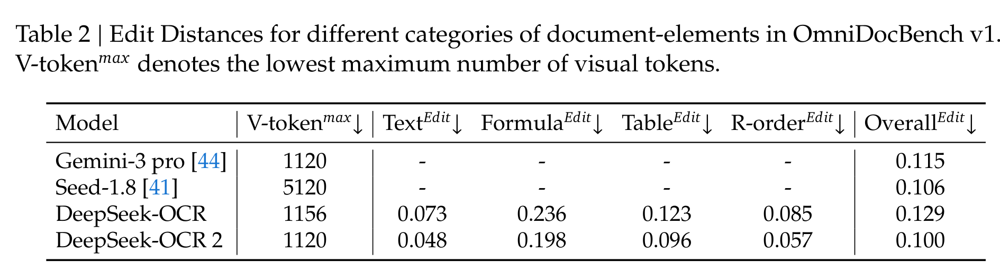 Table 2 | Edit Distances for different categories of document-elements in OmniDocBench v1.
V-token^max denotes the lowest maximum number of visual tokens.
Model V-token^max↓ Text^Edit↓ Formula^Edit↓ Table^Edit↓ R-order^Edit↓ Overall^Edit↓
Gemini-3 pro [44] 1120 - - - - 0.115
Seed-1.8 [41] 5120 - - - - 0.106
DeepSeek-OCR 1156 0.073 0.236 0.123 0.085 0.129
DeepSeek-OCR 2 1120 0.048 0.198 0.096 0.057 0.100